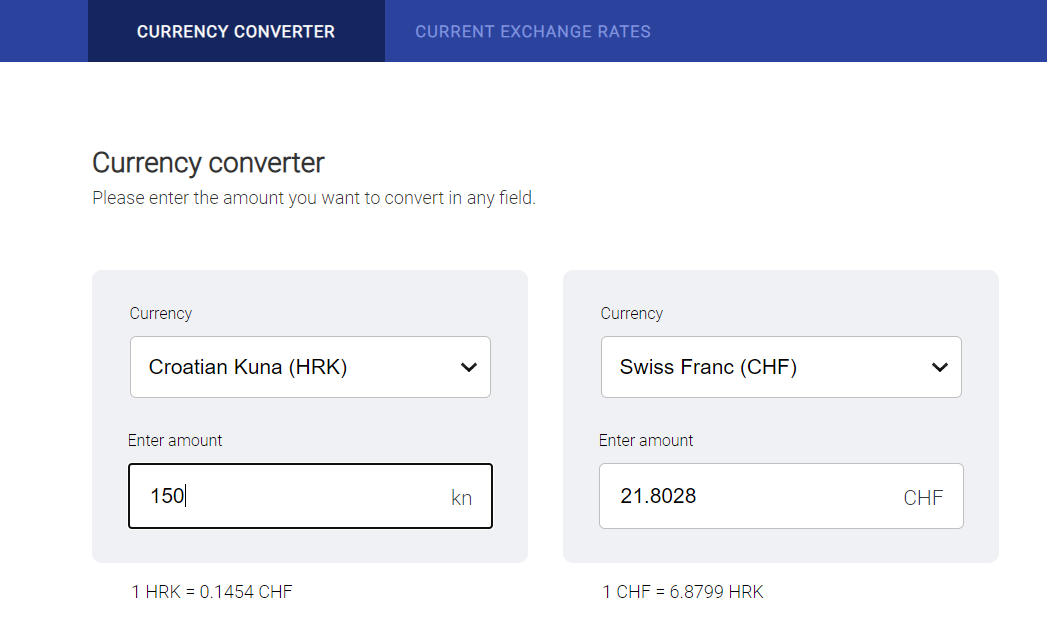 CURRENCY CONVERTER
CURRENT EXCHANGE RATES
Currency converter
Please enter the amount you want to convert in any field.
Currency
Croatian Kuna (HRK)
Enter amount
150 kn
1 HRK = 0.1454 CHF
Currency
Swiss Franc (CHF)
Enter amount
21.8028 CHF
1 CHF = 6.8799 HRK